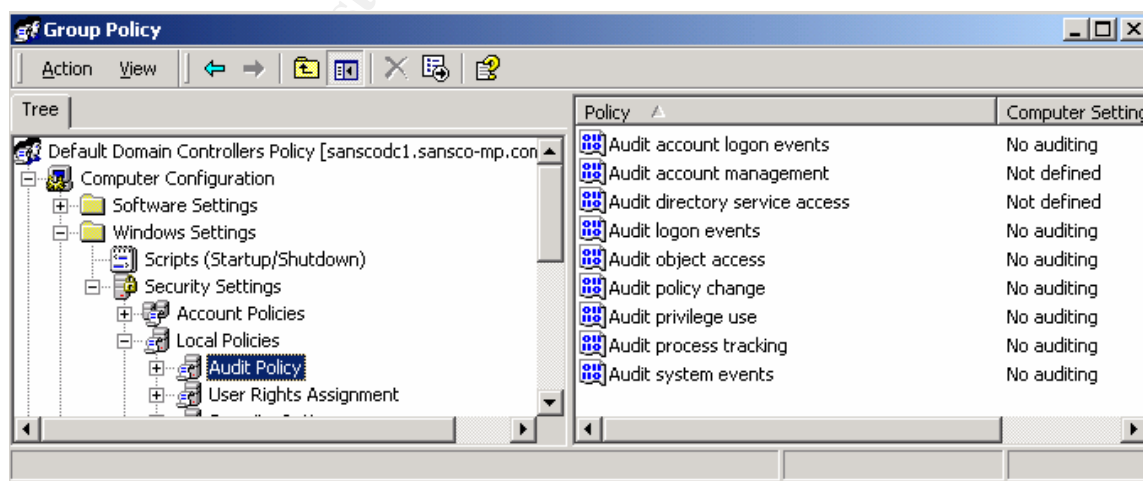 Group Policy
Action View
Tree
Policy Computer Setting
Default Domain Controllers Policy [sanscodc1.sansco-mp.con
Computer Configuration
Software Settings
Windows Settings
Scripts (Startup/Shutdown)
Security Settings
Account Policies
Local Policies
Audit Policy
User Rights Assignment
Audit account logon events No auditing
Audit account management Not defined
Audit directory service access Not defined
Audit logon events No auditing
Audit object access No auditing
Audit policy change No auditing
Audit privilege use No auditing
Audit process tracking No auditing
Audit system events No auditing